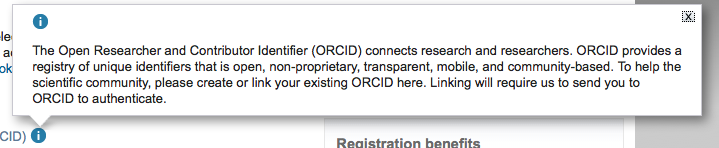 x
The Open Researcher and Contributor Identifier (ORCID) connects research and researchers. ORCID provides a
registry of unique identifiers that is open, non-proprietary, transparent, mobile, and community-based. To help the
scientific community, please create or link your existing ORCID here. Linking will require us to send you to
ORCID to authenticate.
CID) i
Registration benefits